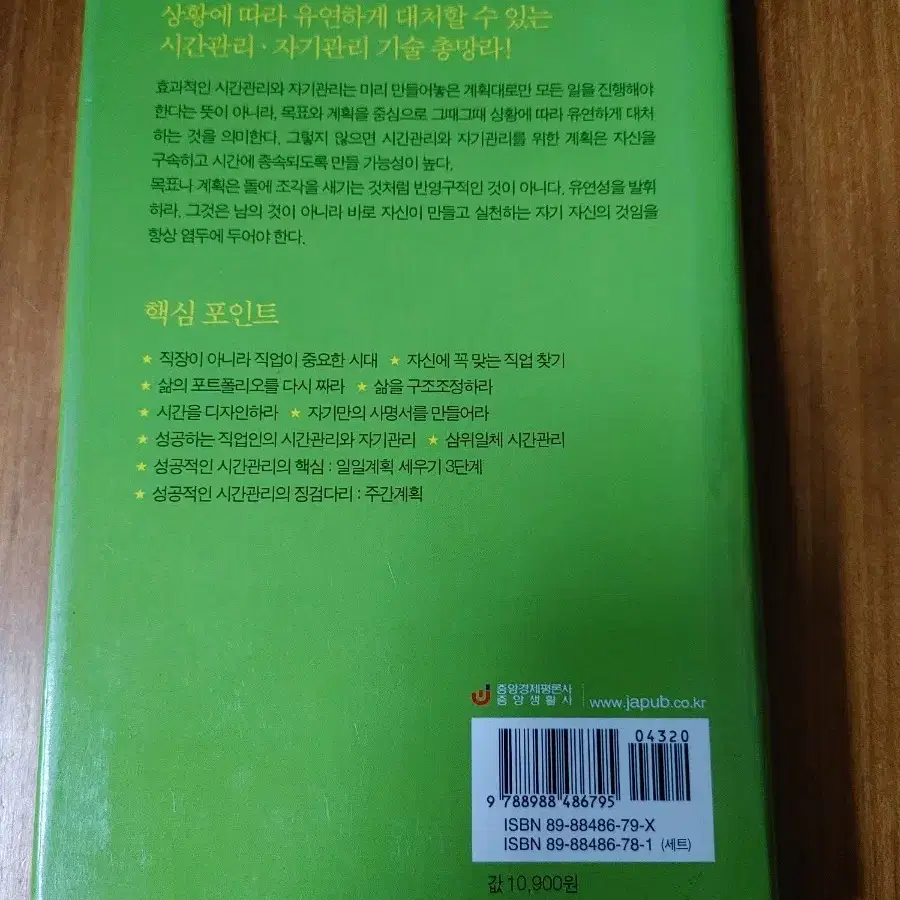 상황에 따라 유연하게 대처할 수 있는
시간관리·자기관리 기술 총망라!
효과적인 시간관리와 자기관리는 미리 만들어놓은 계획대로만 모든 일을 진행해야
한다는 뜻이 아니라, 목표와 계획을 중심으로 그때그때 상황에 따라 유연하게 대처
하는 것을 의미한다. 그렇지 않으면 시간관리와 자기관리를 위한 계획은 자신을
구속하고 시간에 종속되도록 만들 가능성이 높다.
목표나 계획은 돌에 조각을 새기는 것처럼 반영구적인 것이 아니다. 유연성을 발휘
하라. 그것은 남의 것이 아니라 바로 자신이 만들고 실천하는 자기 자신의 것임을
항상 염두에 두어야 한다.
핵심 포인트
★ 직장이 아니라 직업이 중요한 시대 ★ 자신에 꼭 맞는 직업 찾기
★ 삶의 포트폴리오를 다시 짜라 ★ 삶을 구조조정하라
★ 시간을 디자인하라 ★ 자기만의 사명서를 만들어라
★ 성공하는 직업인의 시간관리와 자기관리 ★ 삼위일체 시간관리
★ 성공적인 시간관리의 핵심 : 일일계획 세우기 3단계
★ 성공적인 시간관리의 징검다리 : 주간계획
중앙경제평론사
중앙생활사
www.japub.co.kr
04320
9 788988 486795
ISBN 89-88486-79-X
ISBN 89-88486-78-1 (세트)
값 10,900원